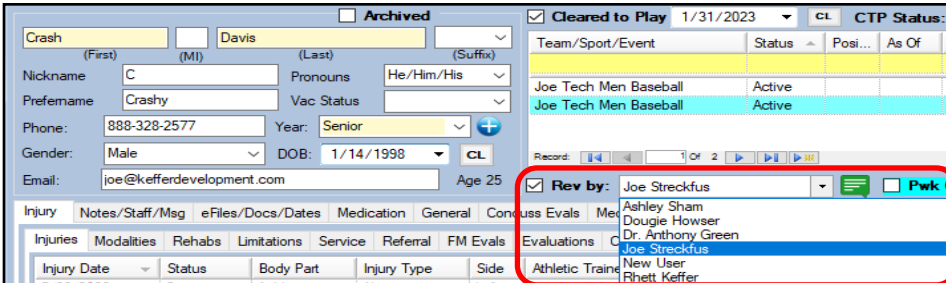 Archived
Cleared to Play 1/31/2023 CL CTP Status:
Crash Davis
(First) (MI) (Last) (Suffix)
Team/Sport/Event Status Posi... As Of
Nickname C Pronouns He/Him/His
Prefername Crashy Vac Status
Joe Tech Men Baseball Active
Joe Tech Men Baseball Active
Phone: 888-328-2577 Year: Senior
Gender: Male DOB: 1/14/1998 CL
Record: 1 Of 2
Email: joe@kefferdevelopment.com Age 25
Rev by: Joe Streckfus Pwk
Ashley Sham
Dougie Howser
Dr. Anthony Green
Joe Streckfus
New User
Rhett Keffer
Injury Notes/Staff/Msg eFiles/Docs/Dates Medication General Concuss Evals
Injuries Modalities Rehabs Limitations Service Referral FM Evals Evaluations
Injury Date Status Body Part Injury Type Side Athletic